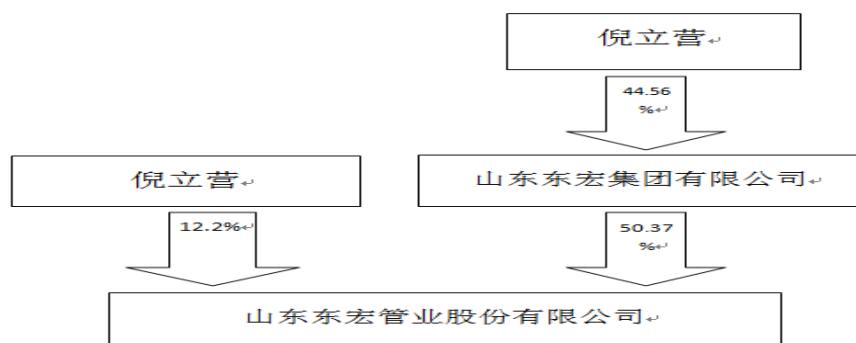 倪立营
44.56
%
倪立营
山东东宏集团有限公司
12.2%
50.37
%
山东东宏管业股份有限公司